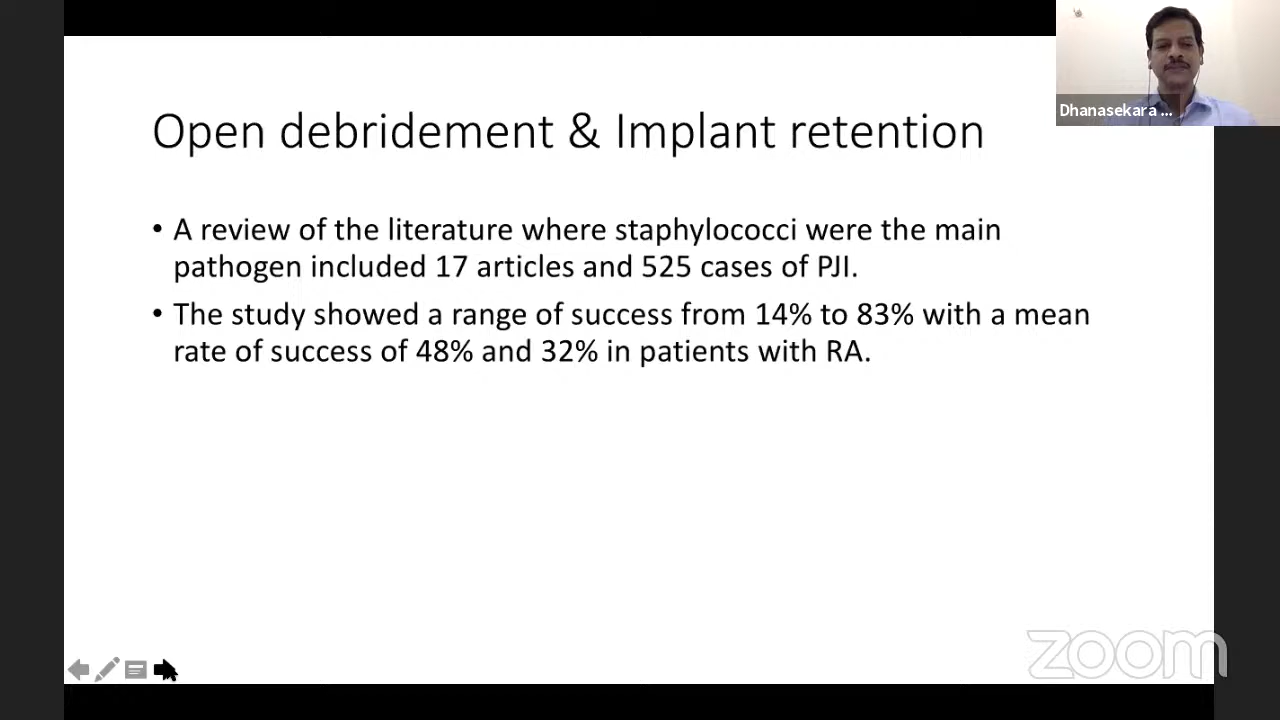 Dhanasekara ...
Open debridement & Implant retention
• A review of the literature where staphylococci were the main
pathogen included 17 articles and 525 cases of PJI.
• The study showed a range of success from 14% to 83% with a mean
rate of success of 48% and 32% in patients with RA.
zoom